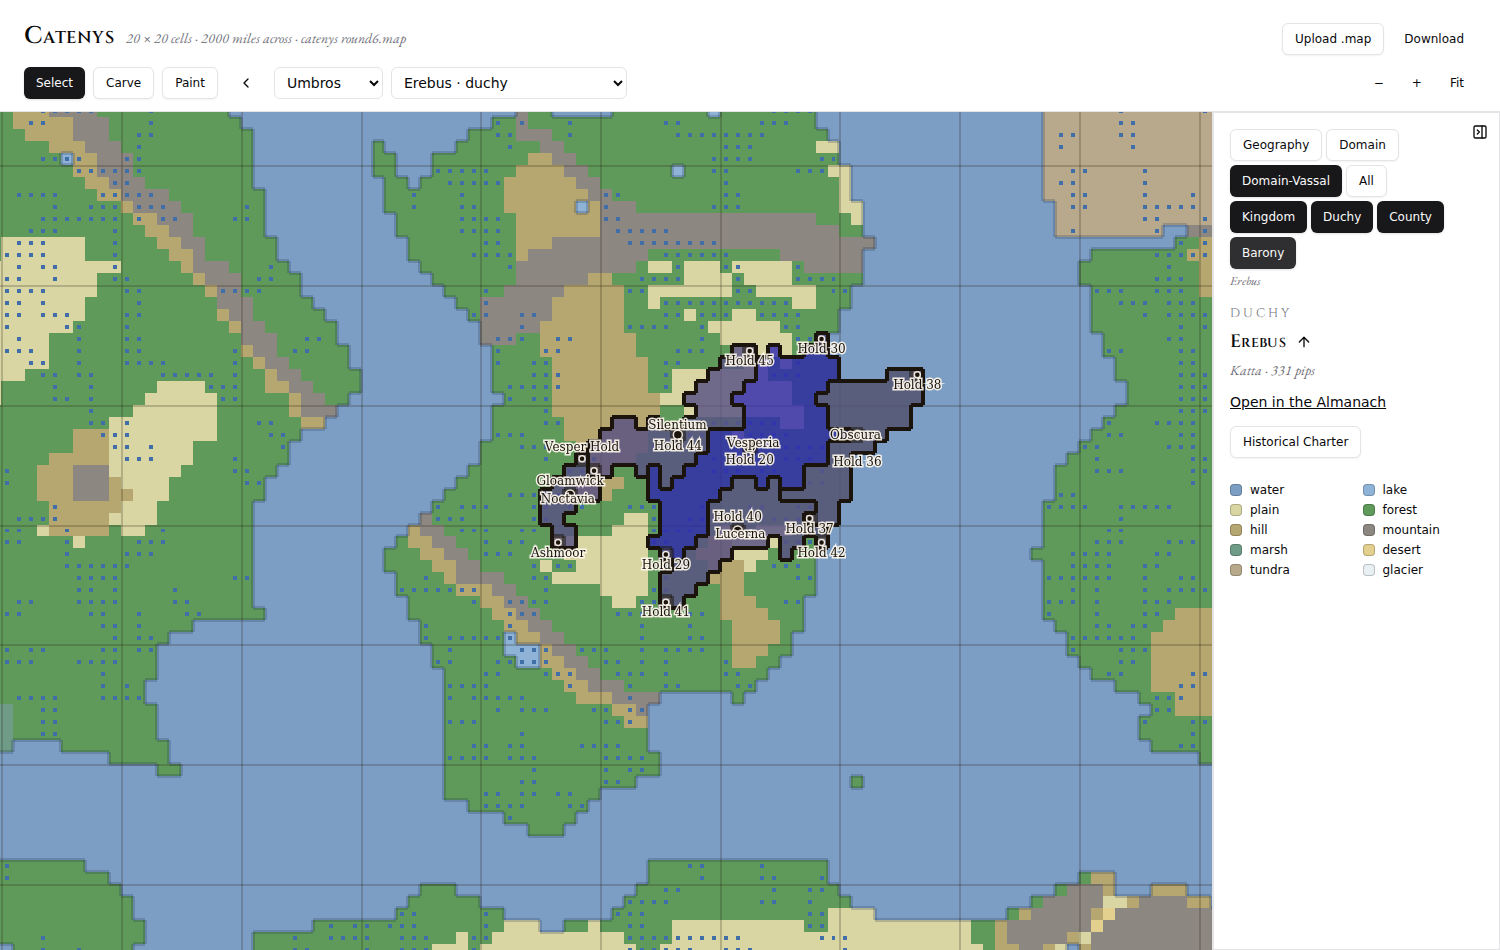 Catenys 20 × 20 cells · 2000 miles across · catenys round6.map
Upload .map Download
Select Carve Paint Umbros Erebus · duchy − + Fit
Geography Domain
Domain-Vassal All
Kingdom Duchy County
Barony
Erebus
DUCHY
Erebus ↑
Katta · 331 pips
Open in the Almanach
Historical Charter
water lake
plain forest
hill mountain
marsh desert
tundra glacier
Hold 30
Hold 45
Hold 38
Silentium
Obscura
Vesper Hold
Hold 44
Vesperia
Hold 20
Hold 36
Gloamwick
Noctavia
Hold 40
Hold 37
Lucerna
Ashmoor
Hold 42
Hold 29
Hold 41